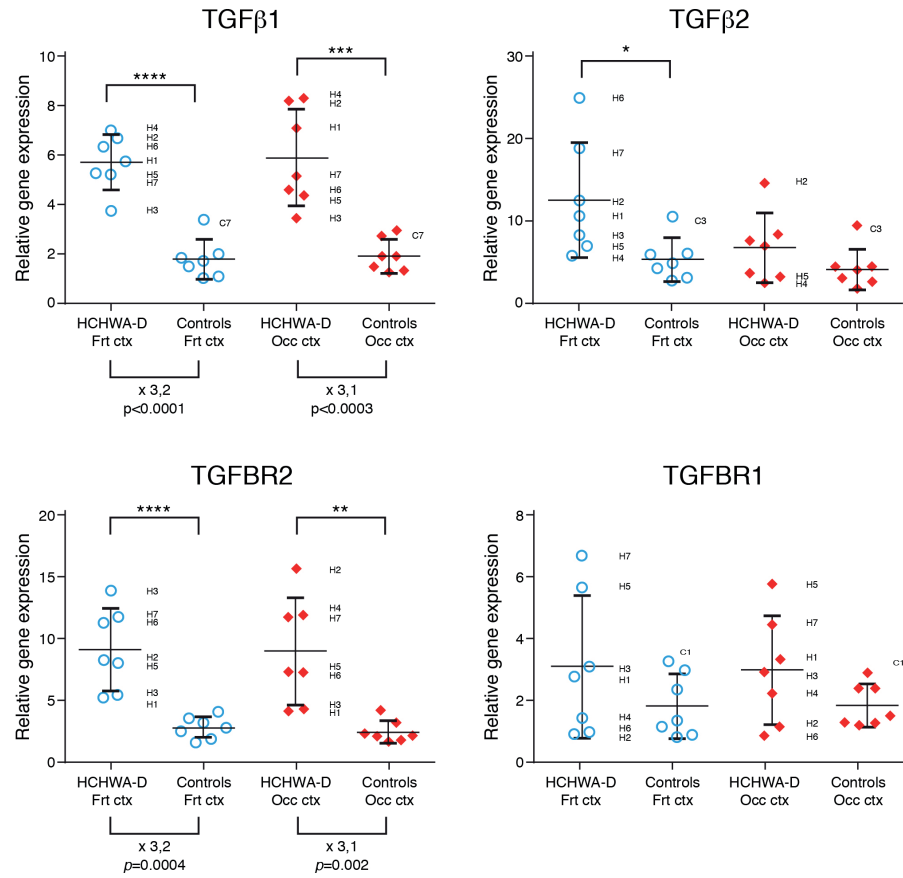 TGFβ1
Relative gene expression
10
8
6
4
2
0
****
***
H4
H2
H6
H1
H5
H7
H3
C7
H4
H2
H1
H7
H6
H5
H3
C7
HCHWA-D
Frt ctx
Controls
Frt ctx
HCHWA-D
Occ ctx
Controls
Occ ctx
x 3,2
p<0.0001
x 3,1
p<0.0003
TGFβ2
Relative gene expression
30
20
10
0
*
H6
H7
H2
H1
H3
H5
H4
C3
H2
H5
H4
C3
HCHWA-D
Frt ctx
Controls
Frt ctx
HCHWA-D
Occ ctx
Controls
Occ ctx
TGFBR2
Relative gene expression
20
15
10
5
0
****
**
H3
H7
H6
H2
H5
H3
H1
H2
H4
H7
H5
H6
H3
H1
HCHWA-D
Frt ctx
Controls
Frt ctx
HCHWA-D
Occ ctx
Controls
Occ ctx
x 3,2
p=0.0004
x 3,1
p=0.002
TGFBR1
Relative gene expression
8
6
4
2
0
H7
H5
H3
H1
H4
H6
H2
C1
H5
H7
H1
H3
H4
H2
H6
C1
HCHWA-D
Frt ctx
Controls
Frt ctx
HCHWA-D
Occ ctx
Controls
Occ ctx